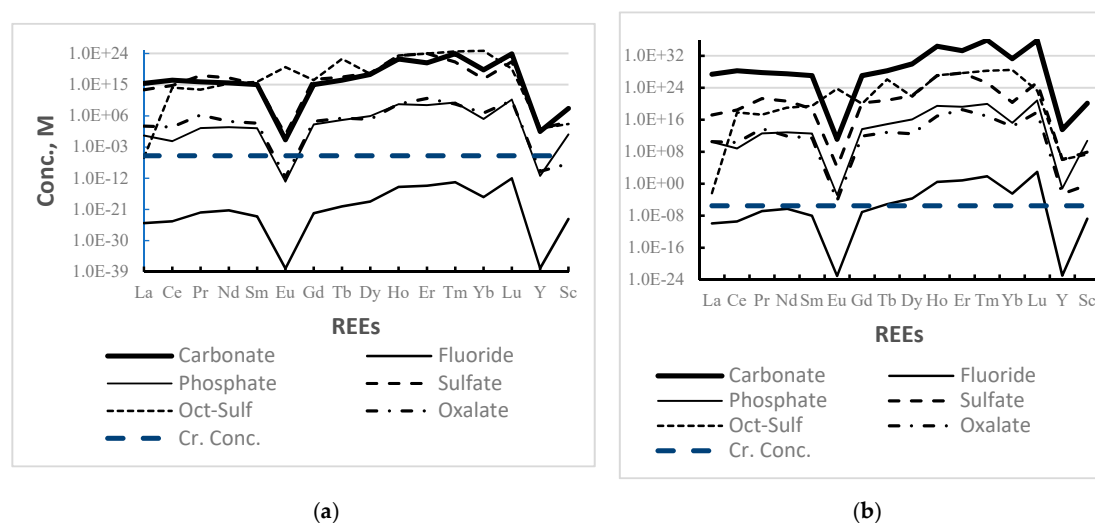 Conc., M
1.0E+24
1.0E+15
1.0E+06
1.0E-03
1.0E-12
1.0E-21
1.0E-30
1.0E-39
La Ce Pr Nd Sm Eu Gd Tb Dy Ho Er Tm Yb Lu Y Sc
REEs
Carbonate Fluoride
Phosphate Sulfate
Oct-Sulf Oxalate
Cr. Conc.
(a)
1.0E+32
1.0E+24
1.0E+16
1.0E+08
1.0E+00
1.0E-08
1.0E-16
1.0E-24
La Ce Pr Nd Sm Eu Gd Tb Dy Ho Er Tm Yb Lu Y Sc
REEs
Carbonate Fluoride
Phosphate Sulfate
Oct-Sulf Oxalate
Cr. Conc.
(b)